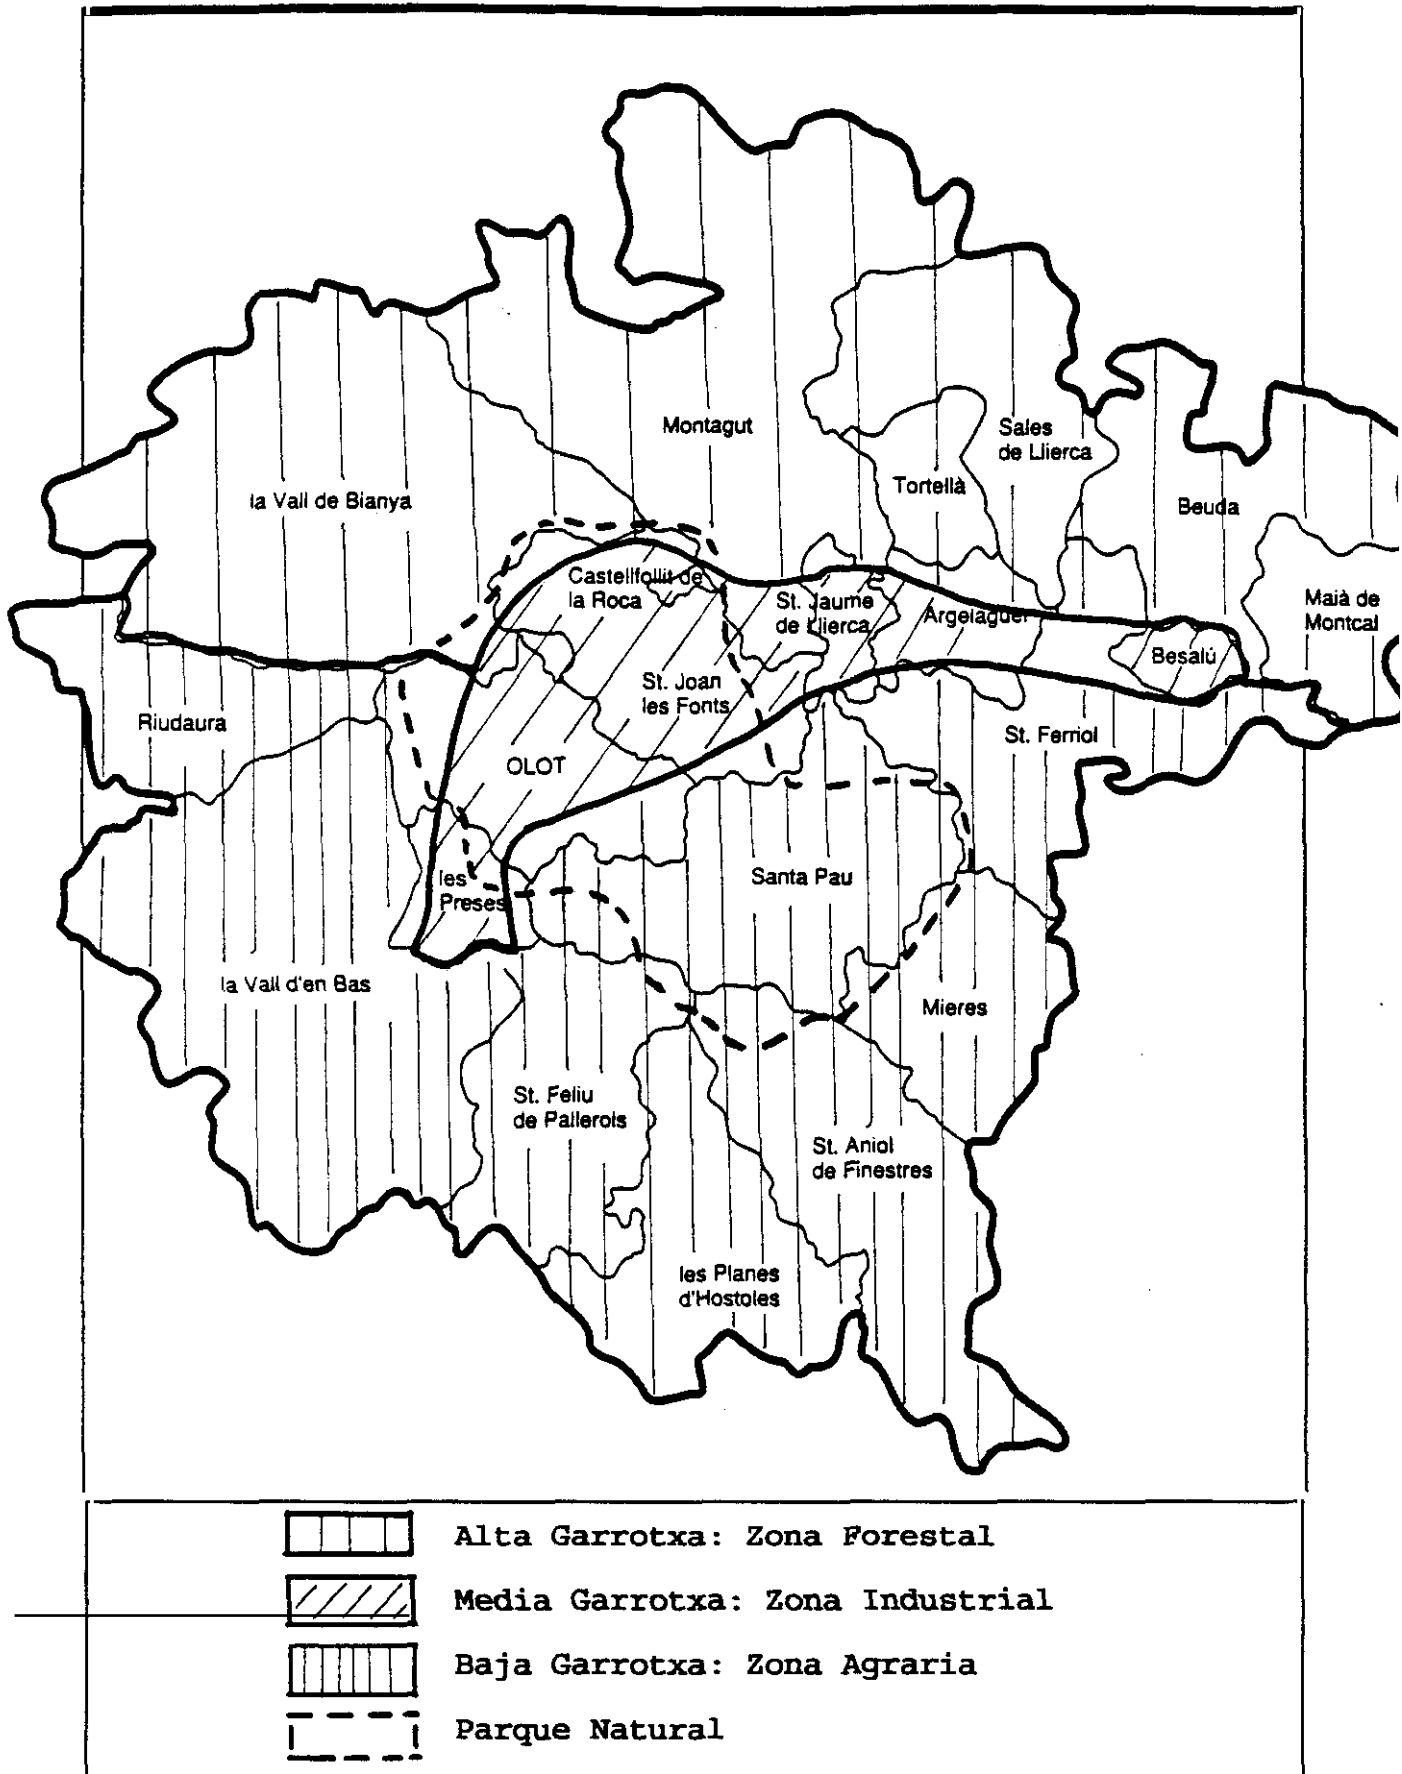 Montagut
Sales
de Llierca
Tortellà
la Vall de Bianya
Beuda
Castellfollit de
la Roca
St. Jaume
de Llierca
Argelaguer
Maià de
Montcal
Besalú
St. Joan
les Fonts
Riudaura
St. Ferriol
OLOT
les
Preses
Santa Pau
la Vall d'en Bas
Mieres
St. Feliu
de Pallerols
St. Aniol
de Finestres
les Planes
d'Hostoles
Alta Garrotxa: Zona Forestal
Media Garrotxa: Zona Industrial
Baja Garrotxa: Zona Agraria
Parque Natural